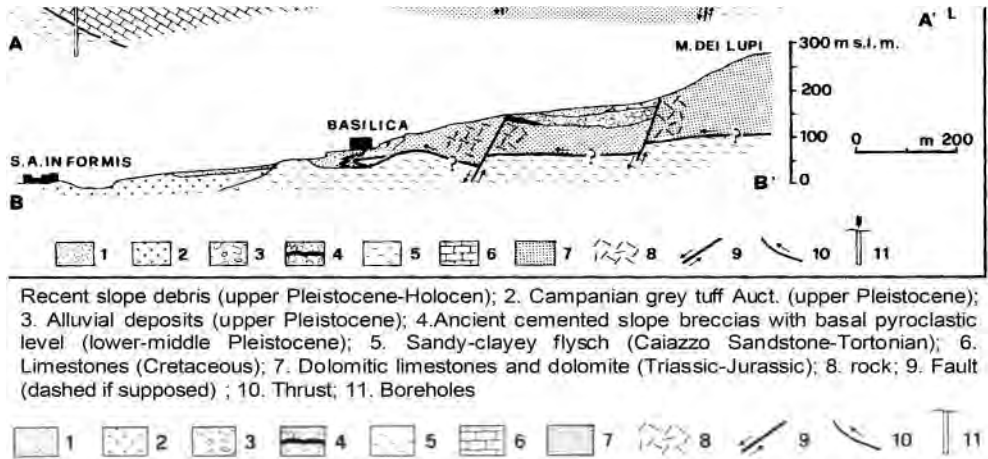 A
A' L
M. DEI LUPI
300 m s.l.m.
200
BASILICA
100
0 m 200
S.A. IN FORMIS
?
?
?
B'
0
B
1 2 3 4 5 6 7 8 9 10 11
Recent slope debris (upper Pleistocene-Holocen); 2. Campanian grey tuff Auct. (upper Pleistocene);
3. Alluvial deposits (upper Pleistocene); 4.Ancient cemented slope breccias with basal pyroclastic
level (lower-middle Pleistocene); 5. Sandy-clayey flysch (Caiazzo Sandstone-Tortonian); 6.
Limestones (Cretaceous); 7. Dolomitic limestones and dolomite (Triassic-Jurassic); 8. rock; 9. Fault
(dashed if supposed) ; 10. Thrust; 11. Boreholes
1 2 3 4 5 6 7 8 9 10 11